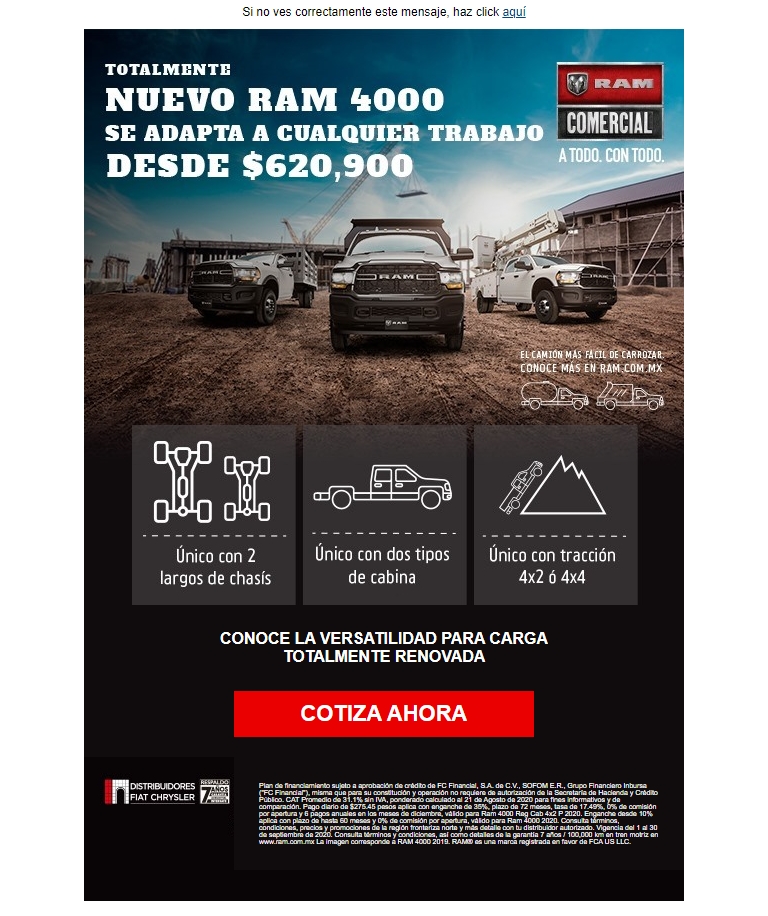 Si no ves correctamente este mensaje, haz click aquí
TOTALMENTE
NUEVO RAM 4000
SE ADAPTA A CUALQUIER TRABAJO
DESDE $620,900
RAM
COMERCIAL
A TODO. CON TODO.
RAM
RAM
RAM
RAM
EL CAMIÓN MÁS FÁCIL DE CARROZAR.
CONOCE MÁS EN RAM.COM.MX
Único con 2
largos de chasís
Único con dos tipos
de cabina
Único con tracción
4x2 ó 4x4
CONOCE LA VERSATILIDAD PARA CARGA
TOTALMENTE RENOVADA
COTIZA AHORA
DISTRIBUIDORES
FIAT CHRYSLER
RESPALDO
7 AÑOS
GARANTÍA
Plan de financiamiento sujeto a aprobación de crédito de FC Financial, S.A. de C.V., SOFOM E.R., Grupo Financiero Inbursa
("FC Financial"), misma que para su constitución y operación no requiere de autorización de la Secretaría de Hacienda y Crédito
Público. CAT Promedio de 31.1% sin IVA, ponderado calculado al 21 de Agosto de 2020 para fines informativos y de
comparación. Pago diario de $275.45 pesos aplica con enganche de 35%, plazo de 72 meses, tasa de 17.49%, 0% de comisión
por apertura y 6 pagos anuales en los meses de diciembre, válido para Ram 4000 Reg Cab 4x2 P 2020. Enganche desde 10%
aplica con plazo de hasta 60 meses y 0% de comisión por apertura, válido para Ram 4000 2020. Consulta términos,
condiciones, precios y promociones de la región fronteriza norte y más detalle con tu distribuidor autorizado. Vigencia del 1 al 30
de septiembre de 2020. Consulta términos y condiciones, así como detalles de la garantía 7 años / 100,000 km en tren motriz en
www.ram.com.mx La imagen corresponde a RAM 4000 2019. RAM® es una marca registrada en favor de FCA US LLC.